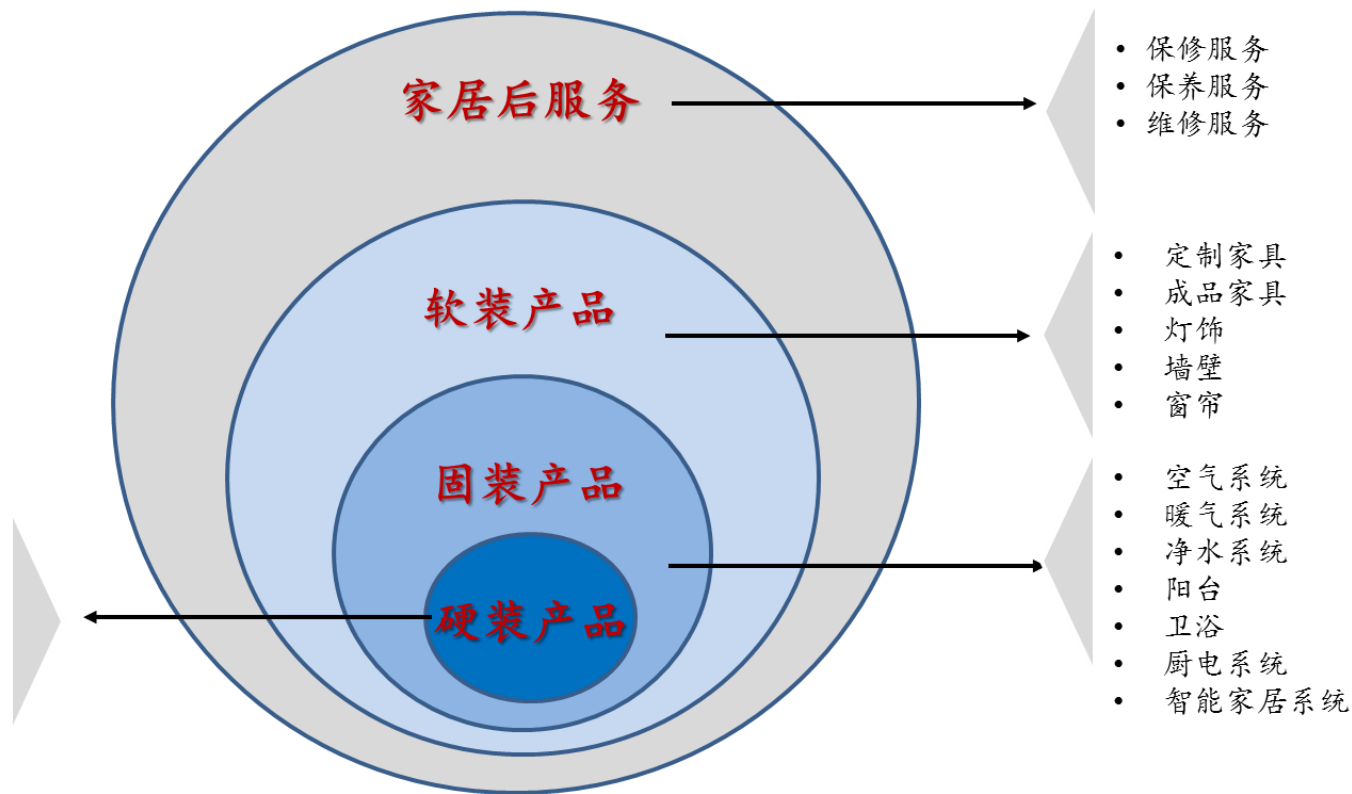 家居后服务
• 保修服务
• 保养服务
• 维修服务
软装产品
• 定制家具
• 成品家具
• 灯饰
• 墙壁
• 窗帘
固装产品
• 空气系统
• 暖气系统
• 净水系统
• 阳台
• 卫浴
• 厨电系统
• 智能家居系统
硬装产品